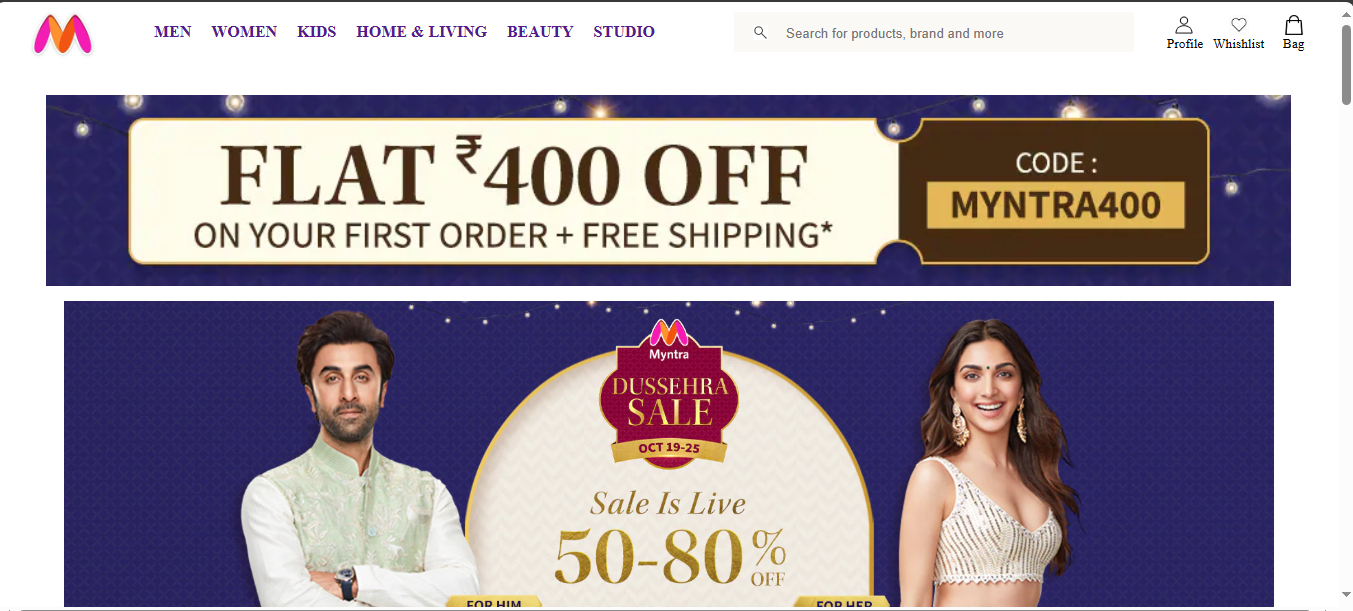 MEN WOMEN KIDS HOME & LIVING BEAUTY STUDIO
Search for products, brand and more
Profile Whishlist Bag
FLAT ₹400 OFF
ON YOUR FIRST ORDER + FREE SHIPPING*
CODE :
MYNTRA400
Myntra
DUSSEHRA
SALE
OCT 19-25
Sale Is Live
50-80% OFF
FOR HIM
FOR HER